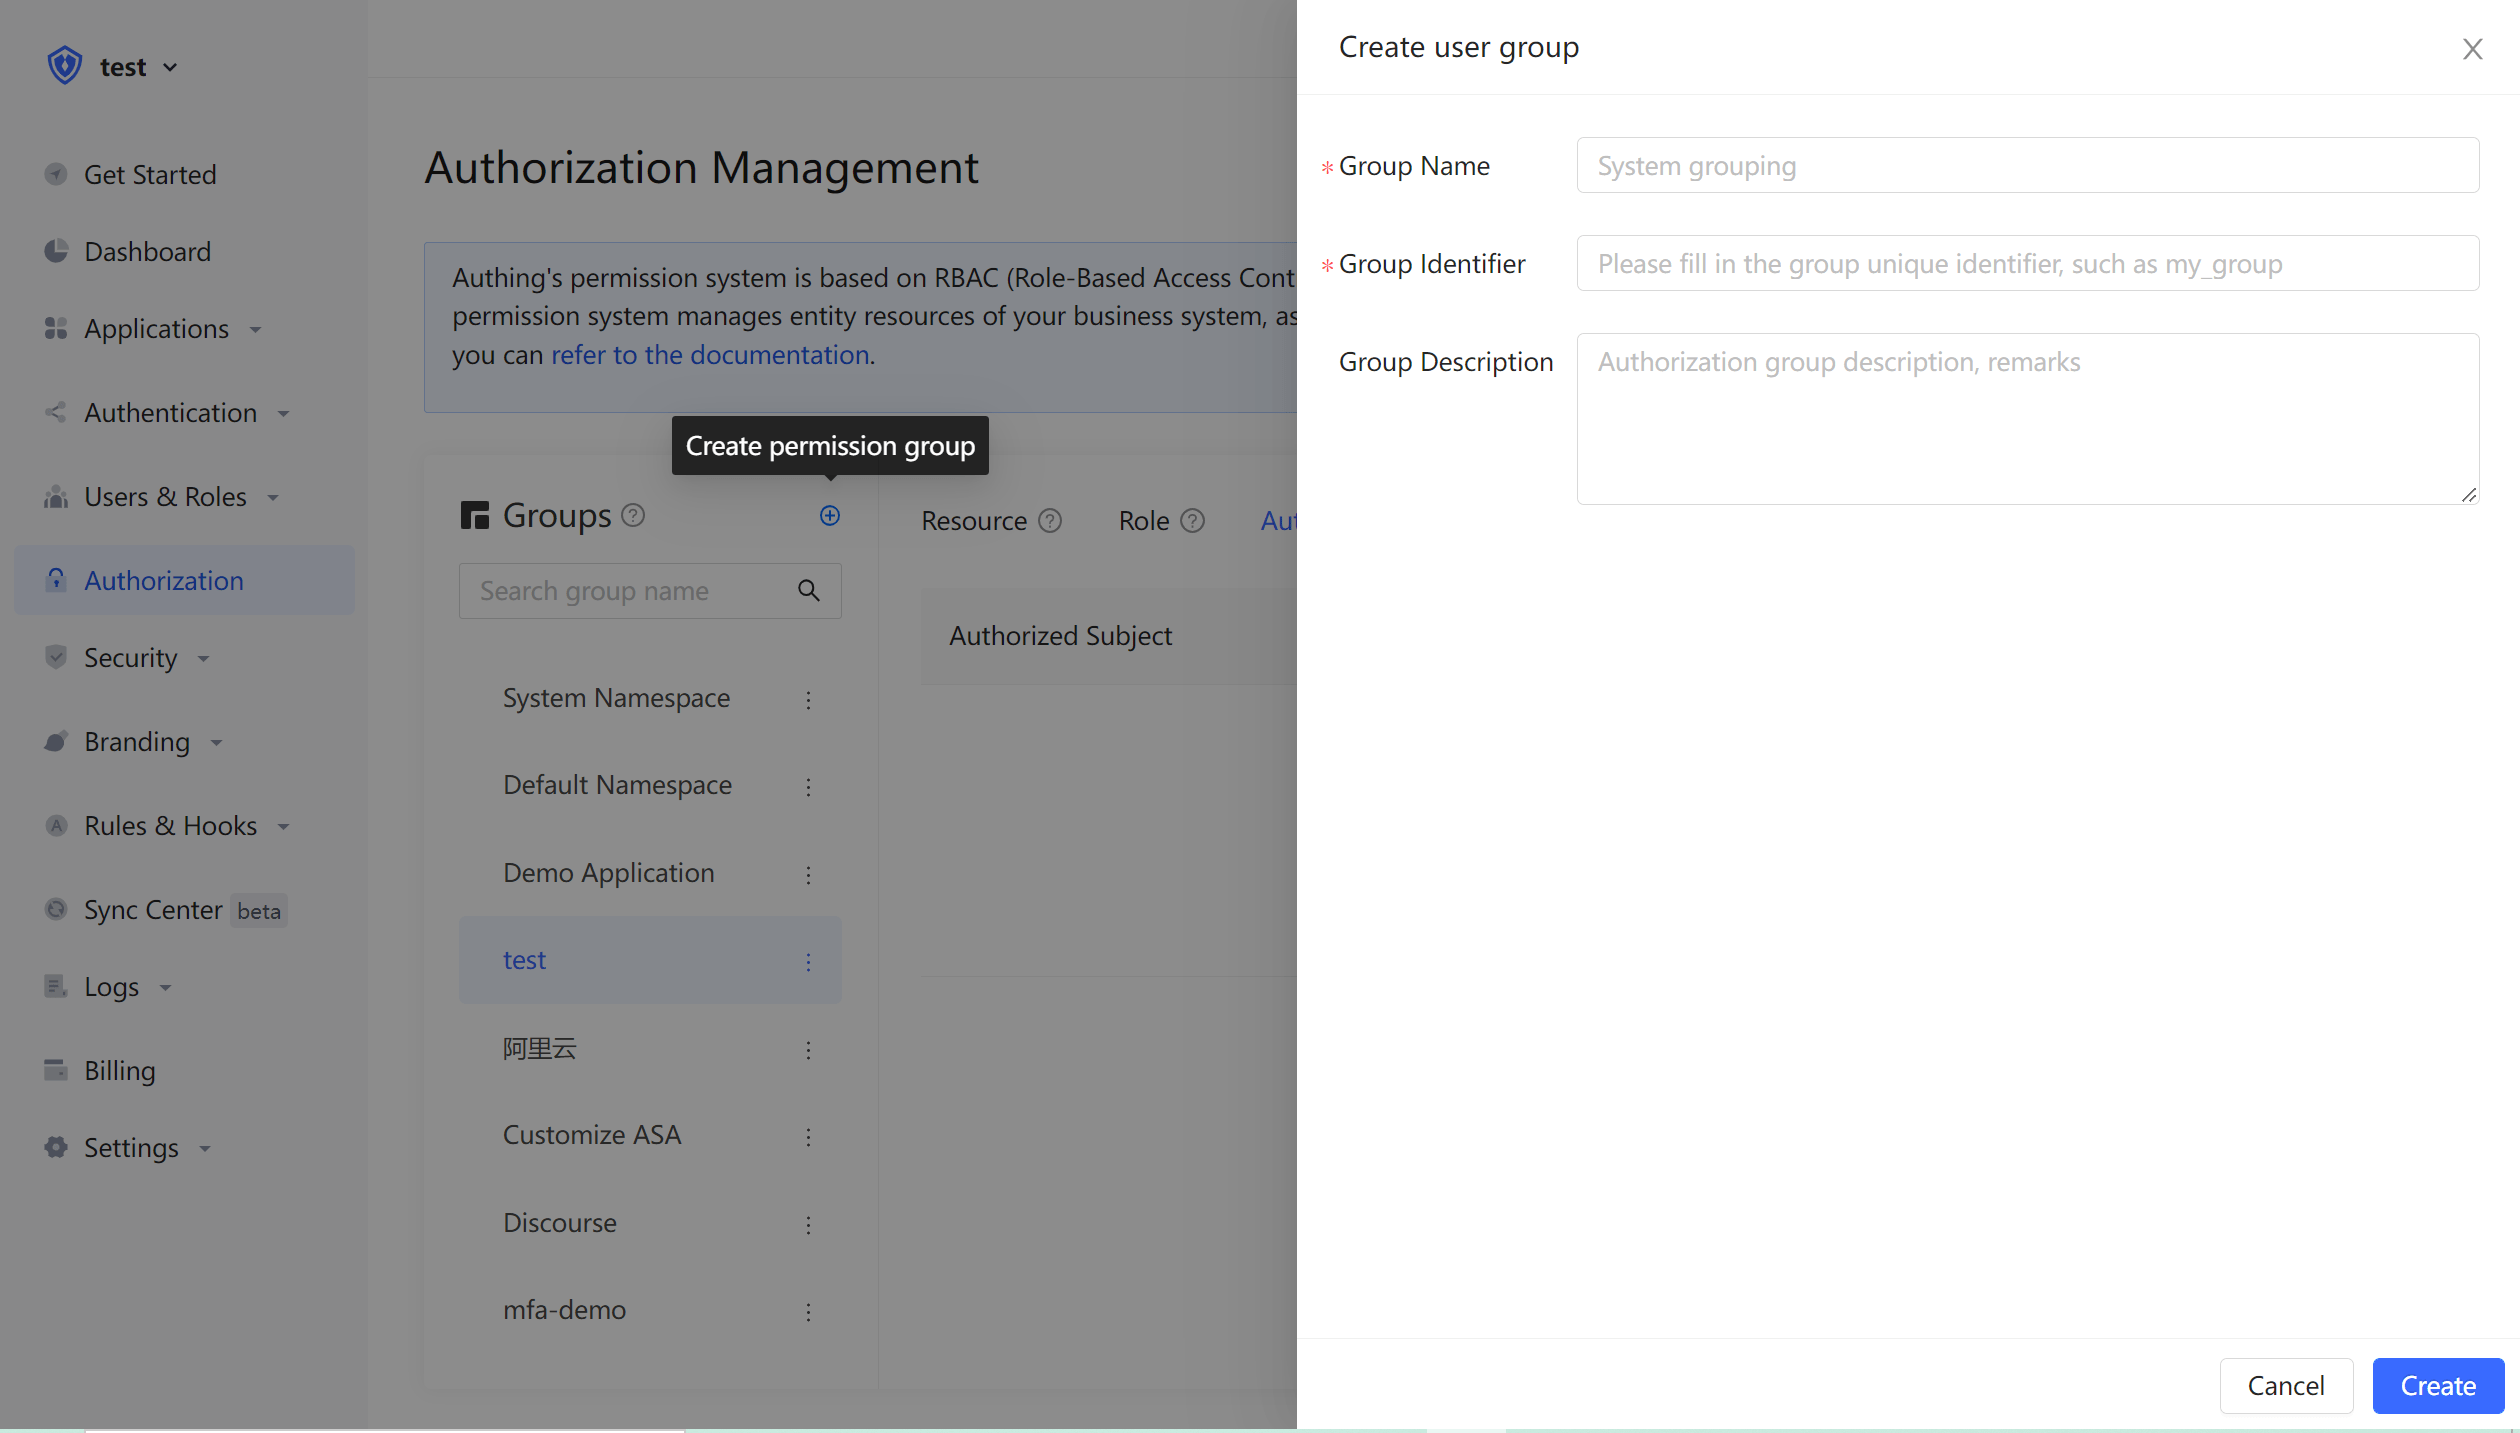 test
Get Started
Dashboard
Applications
Authentication
Users & Roles
Authorization
Security
Branding
Rules & Hooks
Sync Center beta
Logs
Billing
Settings
Authorization Management
Authing's permission system is based on RBAC (Role-Based Access Cont
permission system manages entity resources of your business system, as
you can refer to the documentation.
Create permission group
Groups
Search group name
System Namespace
Default Namespace
Demo Application
test
阿里云
Customize ASA
Discourse
mfa-demo
Resource Role Aut
Authorized Subject
Create user group
* Group Name System grouping
* Group Identifier Please fill in the group unique identifier, such as my_group
Group Description Authorization group description, remarks
Cancel Create